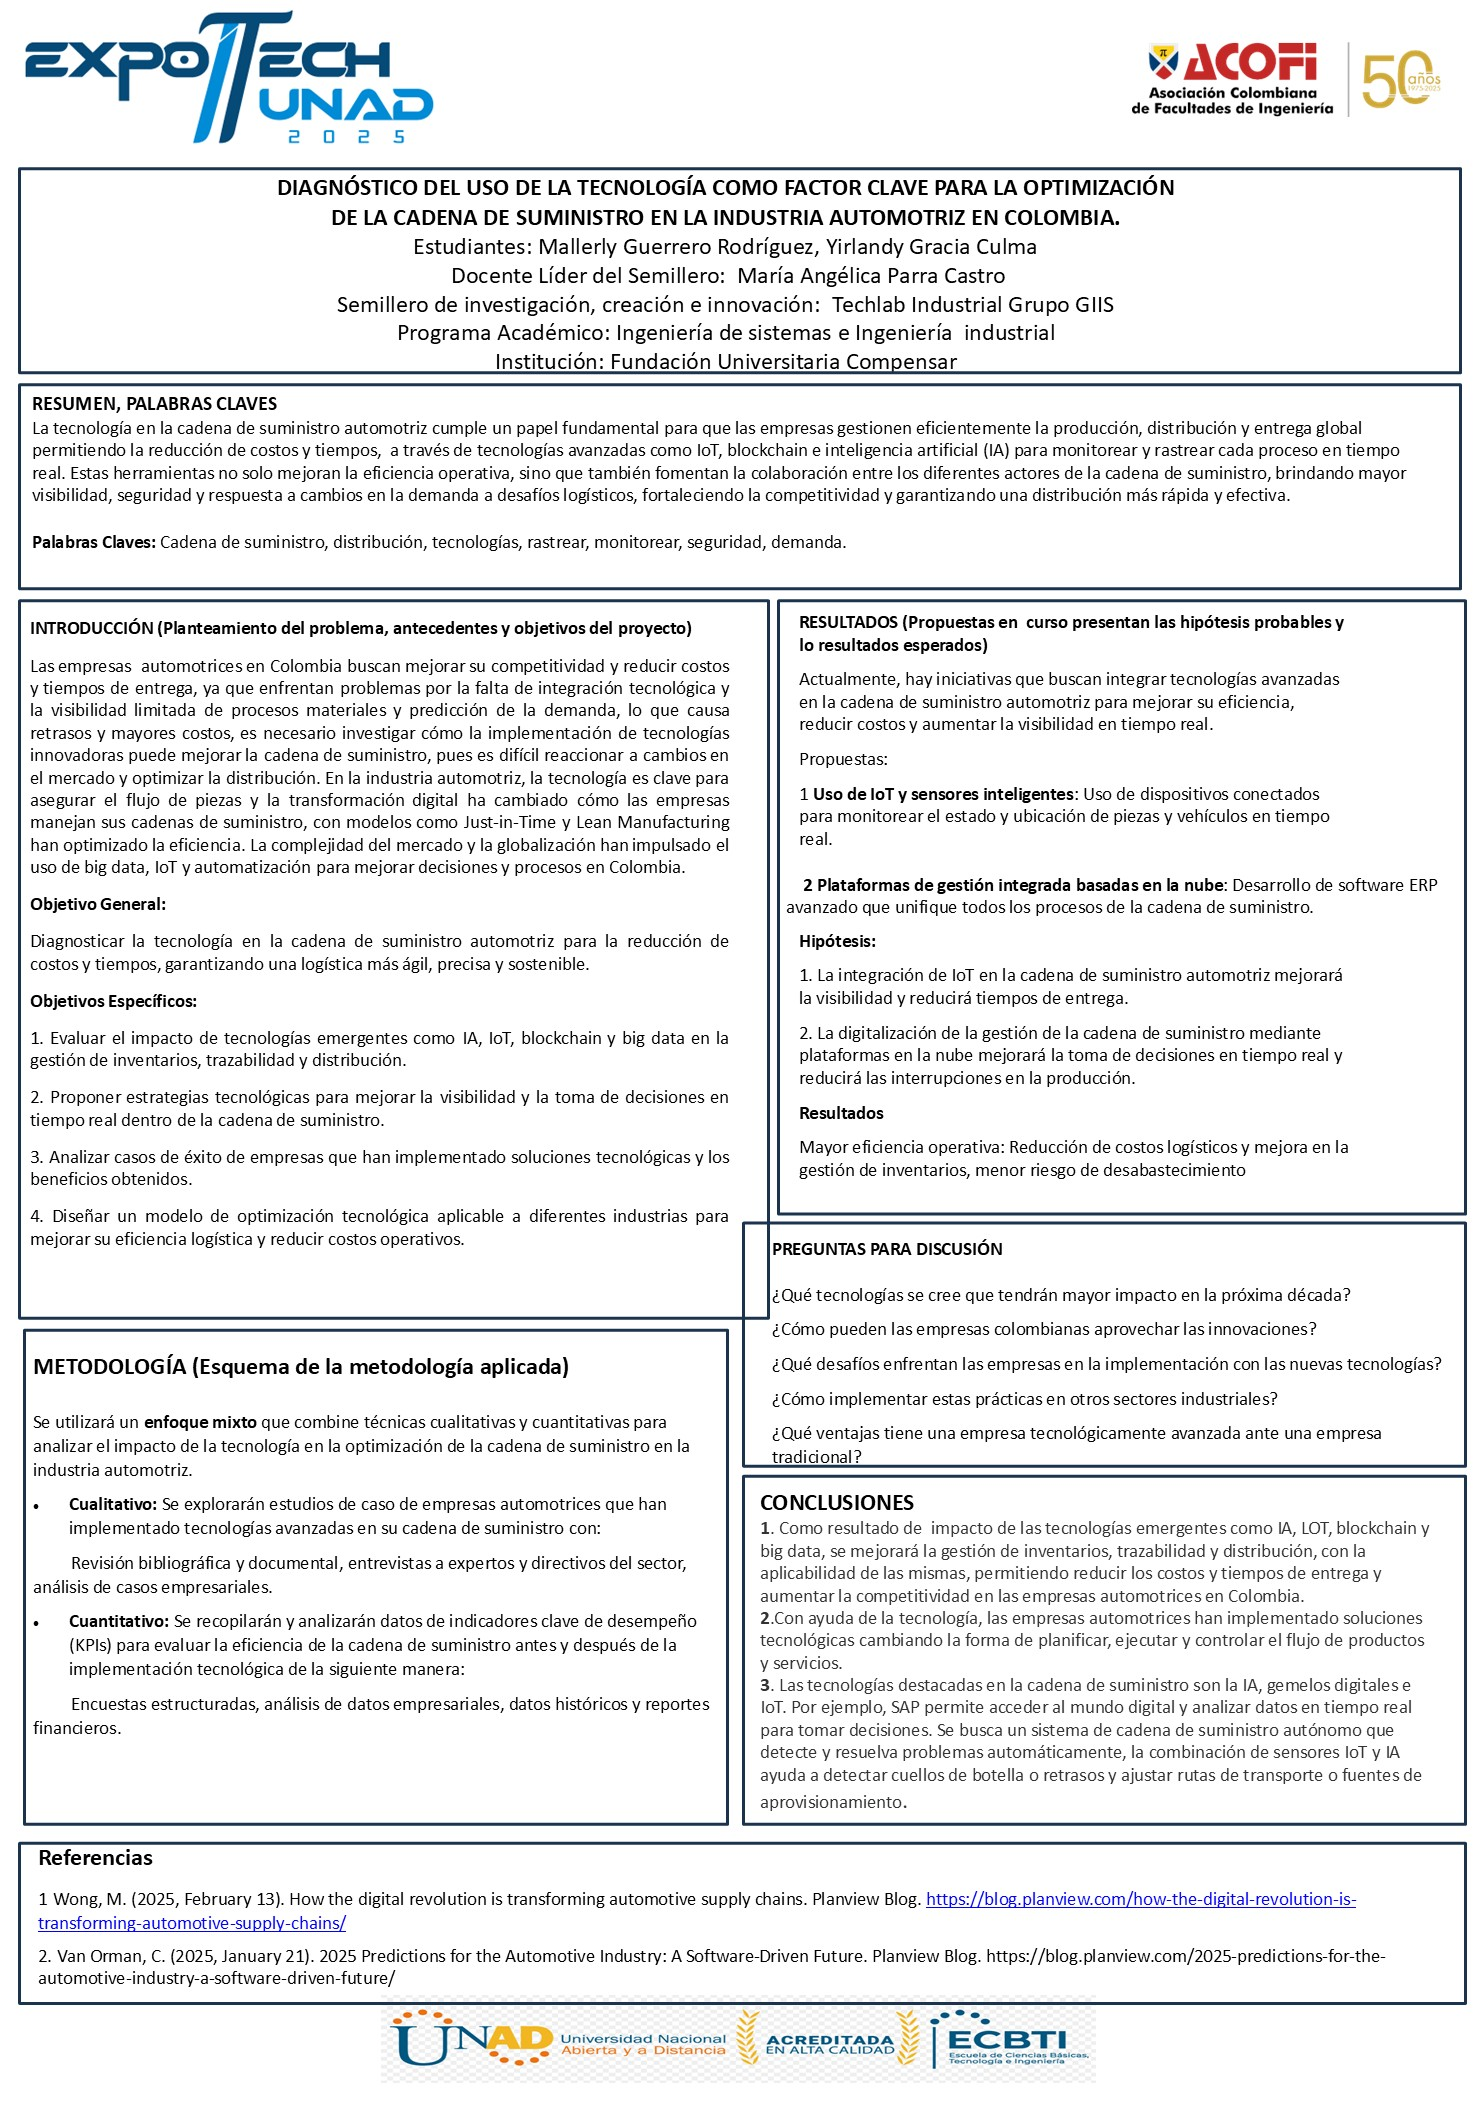 EXPOTECH
UNAD
2025
ACOFI
Asociación Colombiana
de Facultades de Ingeniería
50 años
1975-2025
DIAGNÓSTICO DEL USO DE LA TECNOLOGÍA COMO FACTOR CLAVE PARA LA OPTIMIZACIÓN
DE LA CADENA DE SUMINISTRO EN LA INDUSTRIA AUTOMOTRIZ EN COLOMBIA.
Estudiantes: Mallerly Guerrero Rodríguez, Yirlandy Gracia Culma
Docente Líder del Semillero: María Angélica Parra Castro
Semillero de investigación, creación e innovación: Techlab Industrial Grupo GIIS
Programa Académico: Ingeniería de sistemas e Ingeniería industrial
Institución: Fundación Universitaria Compensar
RESUMEN, PALABRAS CLAVES
La tecnología en la cadena de suministro automotriz cumple un papel fundamental para que las empresas gestionen eficientemente la producción, distribución y entrega global
permitiendo la reducción de costos y tiempos, a través de tecnologías avanzadas como IoT, blockchain e inteligencia artificial (IA) para monitorear y rastrear cada proceso en tiempo
real. Estas herramientas no solo mejoran la eficiencia operativa, sino que también fomentan la colaboración entre los diferentes actores de la cadena de suministro, brindando mayor
visibilidad, seguridad y respuesta a cambios en la demanda a desafíos logísticos, fortaleciendo la competitividad y garantizando una distribución más rápida y efectiva.
Palabras Claves: Cadena de suministro, distribución, tecnologías, rastrear, monitorear, seguridad, demanda.
INTRODUCCIÓN (Planteamiento del problema, antecedentes y objetivos del proyecto)
Las empresas automotrices en Colombia buscan mejorar su competitividad y reducir costos
y tiempos de entrega, ya que enfrentan problemas por la falta de integración tecnológica y
la visibilidad limitada de procesos materiales y predicción de la demanda, lo que causa
retrasos y mayores costos, es necesario investigar cómo la implementación de tecnologías
innovadoras puede mejorar la cadena de suministro, pues es difícil reaccionar a cambios en
el mercado y optimizar la distribución. En la industria automotriz, la tecnología es clave para
asegurar el flujo de piezas y la transformación digital ha cambiado cómo las empresas
manejan sus cadenas de suministro, con modelos como Just-in-Time y Lean Manufacturing
han optimizado la eficiencia. La complejidad del mercado y la globalización han impulsado el
uso de big data, IoT y automatización para mejorar decisiones y procesos en Colombia.
Objetivo General:
Diagnosticar la tecnología en la cadena de suministro automotriz para la reducción de
costos y tiempos, garantizando una logística más ágil, precisa y sostenible.
Objetivos Específicos:
1. Evaluar el impacto de tecnologías emergentes como IA, IoT, blockchain y big data en la
gestión de inventarios, trazabilidad y distribución.
2. Proponer estrategias tecnológicas para mejorar la visibilidad y la toma de decisiones en
tiempo real dentro de la cadena de suministro.
3. Analizar casos de éxito de empresas que han implementado soluciones tecnológicas y los
beneficios obtenidos.
4. Diseñar un modelo de optimización tecnológica aplicable a diferentes industrias para
mejorar su eficiencia logística y reducir costos operativos.
METODOLOGÍA (Esquema de la metodología aplicada)
Se utilizará un enfoque mixto que combine técnicas cualitativas y cuantitativas para
analizar el impacto de la tecnología en la optimización de la cadena de suministro en la
industria automotriz.
• Cualitativo: Se explorarán estudios de caso de empresas automotrices que han
implementado tecnologías avanzadas en su cadena de suministro con:
Revisión bibliográfica y documental, entrevistas a expertos y directivos del sector,
análisis de casos empresariales.
• Cuantitativo: Se recopilarán y analizarán datos de indicadores clave de desempeño
(KPIs) para evaluar la eficiencia de la cadena de suministro antes y después de la
implementación tecnológica de la siguiente manera:
Encuestas estructuradas, análisis de datos empresariales, datos históricos y reportes
financieros.
RESULTADOS (Propuestas en curso presentan las hipótesis probables y
lo resultados esperados)
Actualmente, hay iniciativas que buscan integrar tecnologías avanzadas
en la cadena de suministro automotriz para mejorar su eficiencia,
reducir costos y aumentar la visibilidad en tiempo real.
Propuestas:
1 Uso de IoT y sensores inteligentes: Uso de dispositivos conectados
para monitorear el estado y ubicación de piezas y vehículos en tiempo
real.
2 Plataformas de gestión integrada basadas en la nube: Desarrollo de software ERP
avanzado que unifique todos los procesos de la cadena de suministro.
Hipótesis:
1. La integración de IoT en la cadena de suministro automotriz mejorará
la visibilidad y reducirá tiempos de entrega.
2. La digitalización de la gestión de la cadena de suministro mediante
plataformas en la nube mejorará la toma de decisiones en tiempo real y
reducirá las interrupciones en la producción.
Resultados
Mayor eficiencia operativa: Reducción de costos logísticos y mejora en la
gestión de inventarios, menor riesgo de desabastecimiento
PREGUNTAS PARA DISCUSIÓN
¿Qué tecnologías se cree que tendrán mayor impacto en la próxima década?
¿Cómo pueden las empresas colombianas aprovechar las innovaciones?
¿Qué desafíos enfrentan las empresas en la implementación con las nuevas tecnologías?
¿Cómo implementar estas prácticas en otros sectores industriales?
¿Qué ventajas tiene una empresa tecnológicamente avanzada ante una empresa
tradicional?
CONCLUSIONES
1. Como resultado de impacto de las tecnologías emergentes como IA, LOT, blockchain y
big data, se mejorará la gestión de inventarios, trazabilidad y distribución, con la
aplicabilidad de las mismas, permitiendo reducir los costos y tiempos de entrega y
aumentar la competitividad en las empresas automotrices en Colombia.
2.Con ayuda de la tecnología, las empresas automotrices han implementado soluciones
tecnológicas cambiando la forma de planificar, ejecutar y controlar el flujo de productos
y servicios.
3. Las tecnologías destacadas en la cadena de suministro son la IA, gemelos digitales e
IoT. Por ejemplo, SAP permite acceder al mundo digital y analizar datos en tiempo real
para tomar decisiones. Se busca un sistema de cadena de suministro autónomo que
detecte y resuelva problemas automáticamente, la combinación de sensores IoT y IA
ayuda a detectar cuellos de botella o retrasos y ajustar rutas de transporte o fuentes de
aprovisionamiento.
Referencias
1 Wong, M. (2025, February 13). How the digital revolution is transforming automotive supply chains. Planview Blog. https://blog.planview.com/how-the-digital-revolution-is-
transforming-automotive-supply-chains/
2. Van Orman, C. (2025, January 21). 2025 Predictions for the Automotive Industry: A Software-Driven Future. Planview Blog. https://blog.planview.com/2025-predictions-for-the-
automotive-industry-a-software-driven-future/
UNAD
Universidad Nacional
Abierta y a Distancia
ACREDITADA
EN ALTA CALIDAD
ECBTI
Escuela de Ciencias Básicas,
Tecnología e Ingeniería